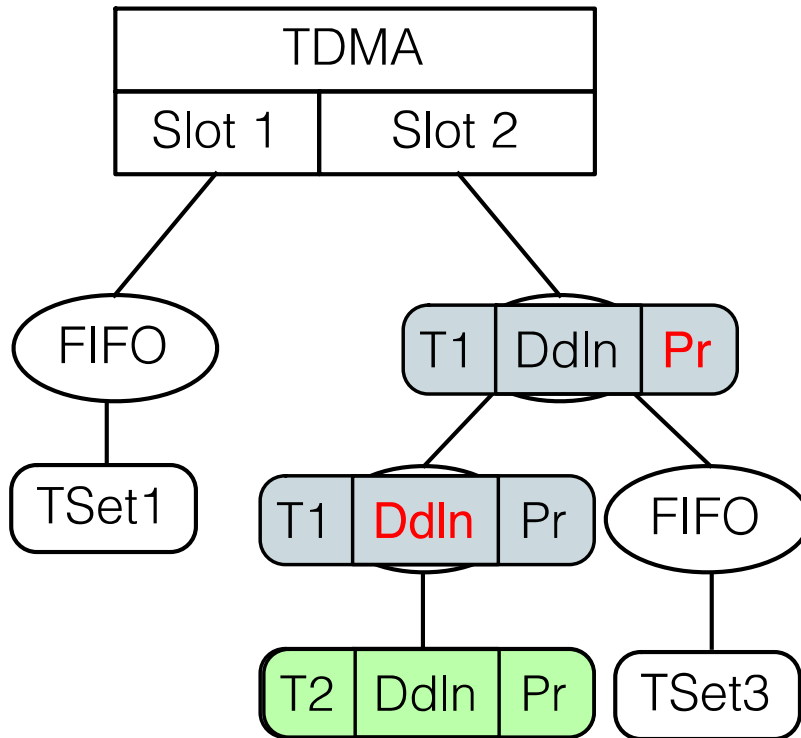 TDMA
Slot 1 Slot 2
FIFO
T1 Ddln Pr
TSet1
T1 Ddln Pr
FIFO
T2 Ddln Pr
TSet3